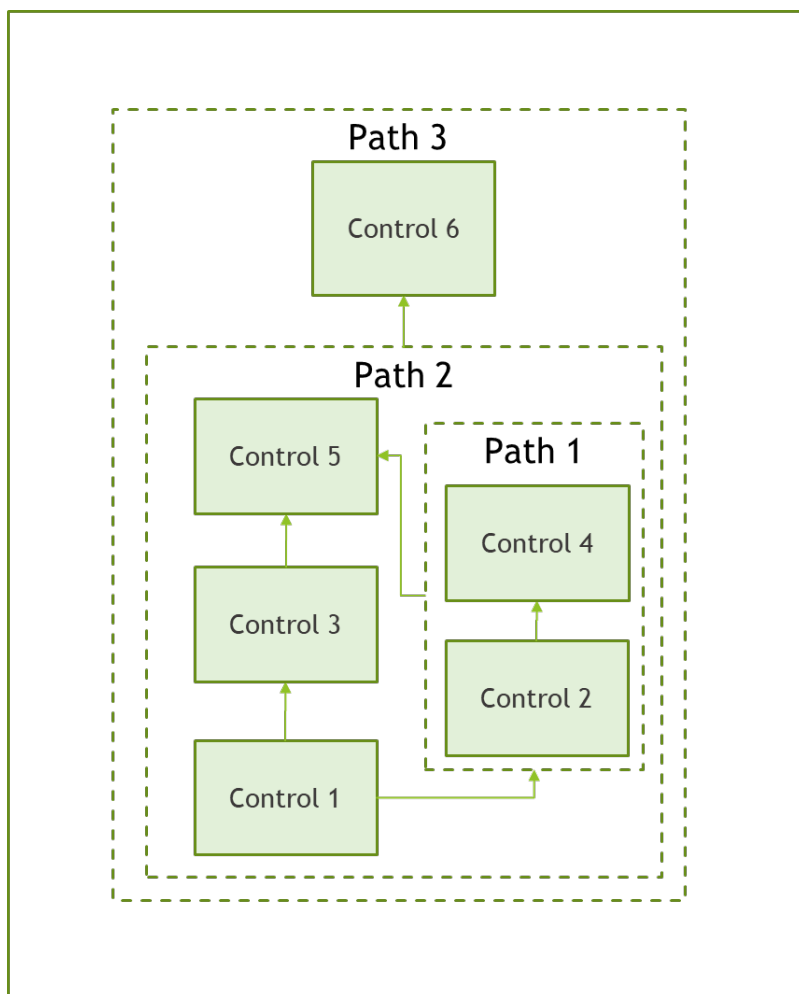 Path 3
Control 6
Path 2
Control 5
Path 1
Control 4
Control 3
Control 2
Control 1